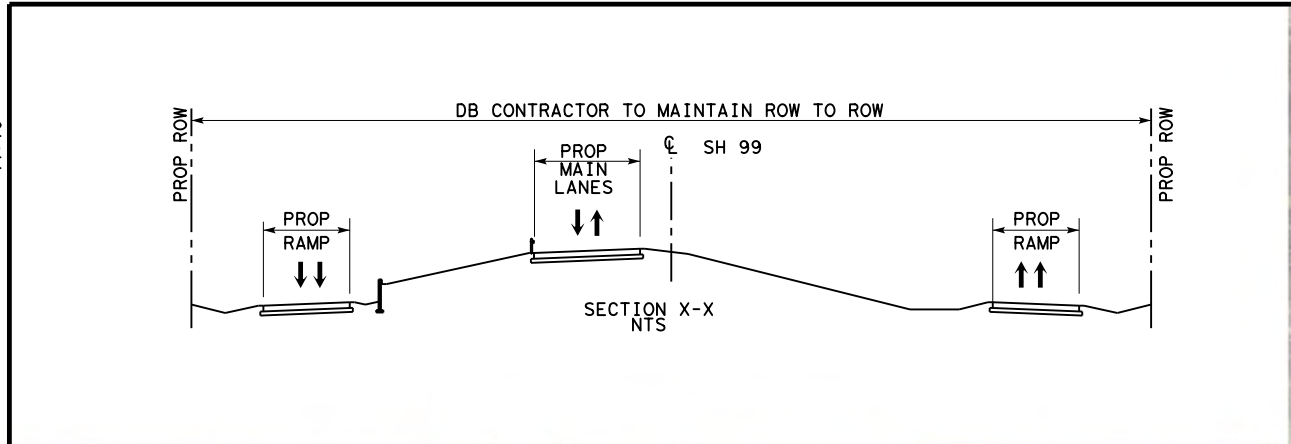 DB CONTRACTOR TO MAINTAIN ROW TO ROW
PROP ROW
PROP ROW
℄ SH 99
PROP
MAIN
LANES
PROP
RAMP
PROP
RAMP
SECTION X-X
NTS